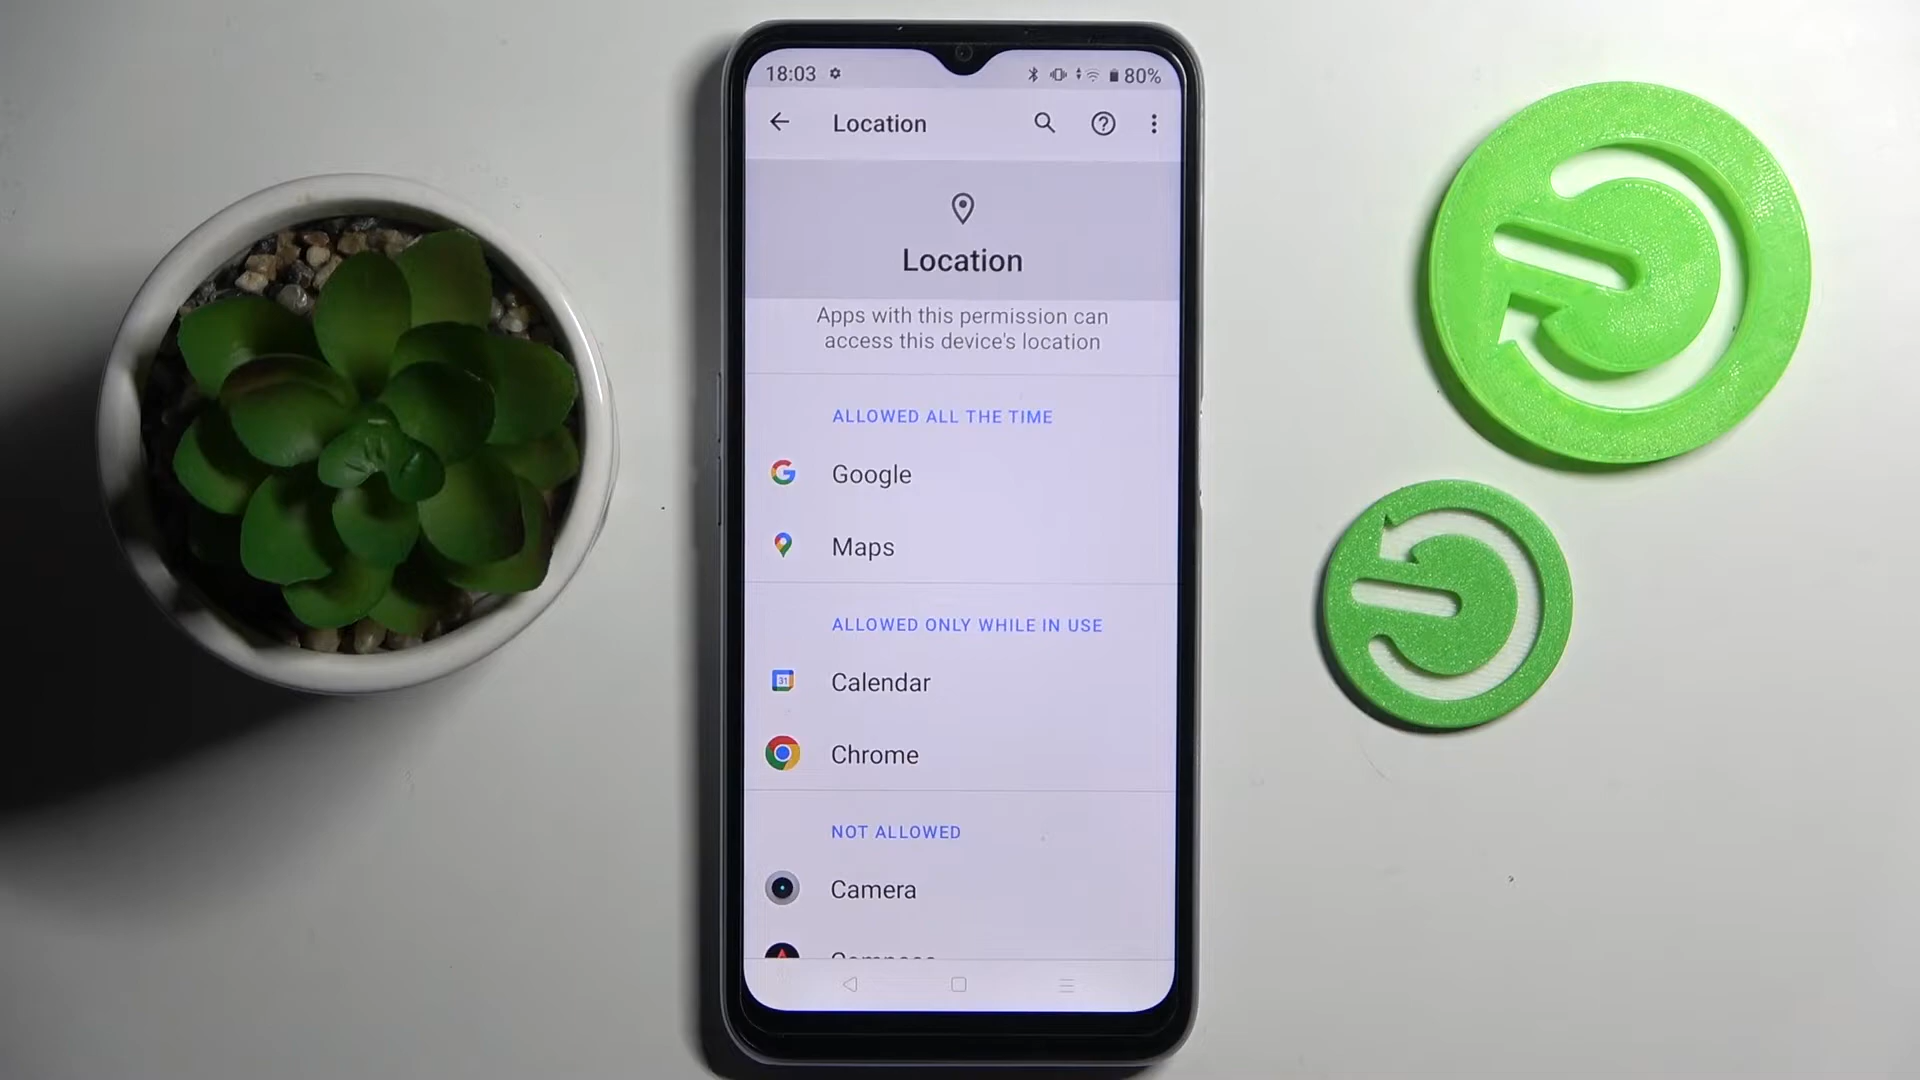 18:03
80%
Location
Location
Apps with this permission can
access this device's location
ALLOWED ALL THE TIME
Google
Maps
ALLOWED ONLY WHILE IN USE
31
Calendar
Chrome
NOT ALLOWED
Camera